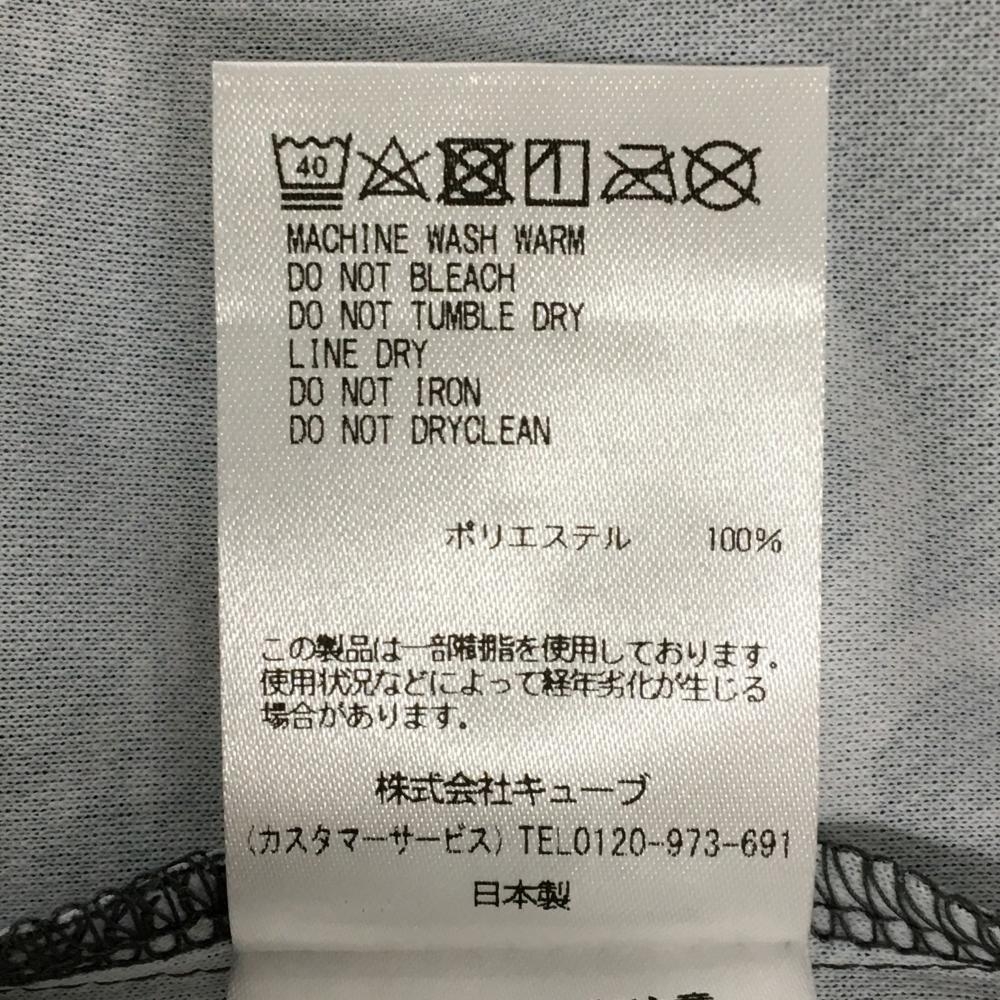 40
MACHINE WASH WARM
DO NOT BLEACH
DO NOT TUMBLE DRY
LINE DRY
DO NOT IRON
DO NOT DRYCLEAN
ポリエステル 100%
この製品は一部樹脂を使用しております。
使用状況などによって経年劣化が生じる
場合があります。
株式会社キューブ
(カスタマーサービス) TEL0120-973-691
日本製